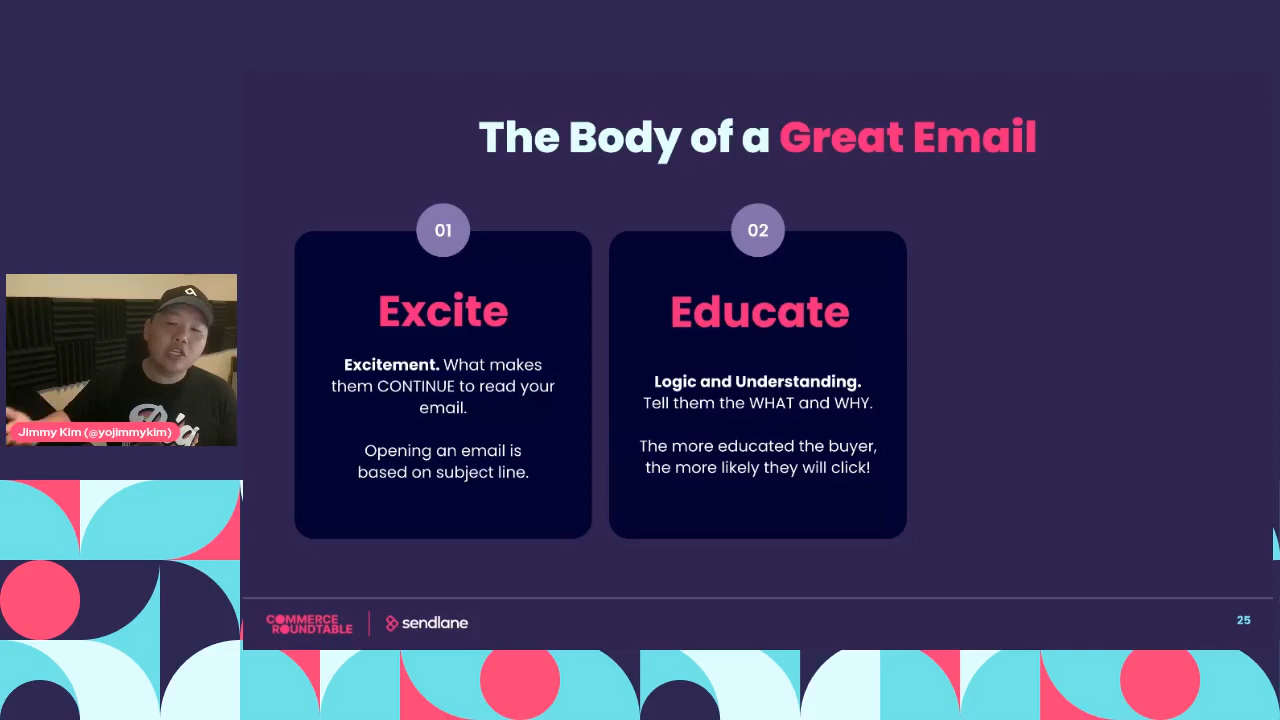 The Body of a Great Email
01
Excite
Excitement. What makes
them CONTINUE to read your
email.
Opening an email is
based on subject line.
02
Educate
Logic and Understanding.
Tell them the WHAT and WHY.
The more educated the buyer,
the more likely they will click!
Jimmy Kim (@yojimmykim)
COMMERCE
ROUNDTABLE
sendlane
25